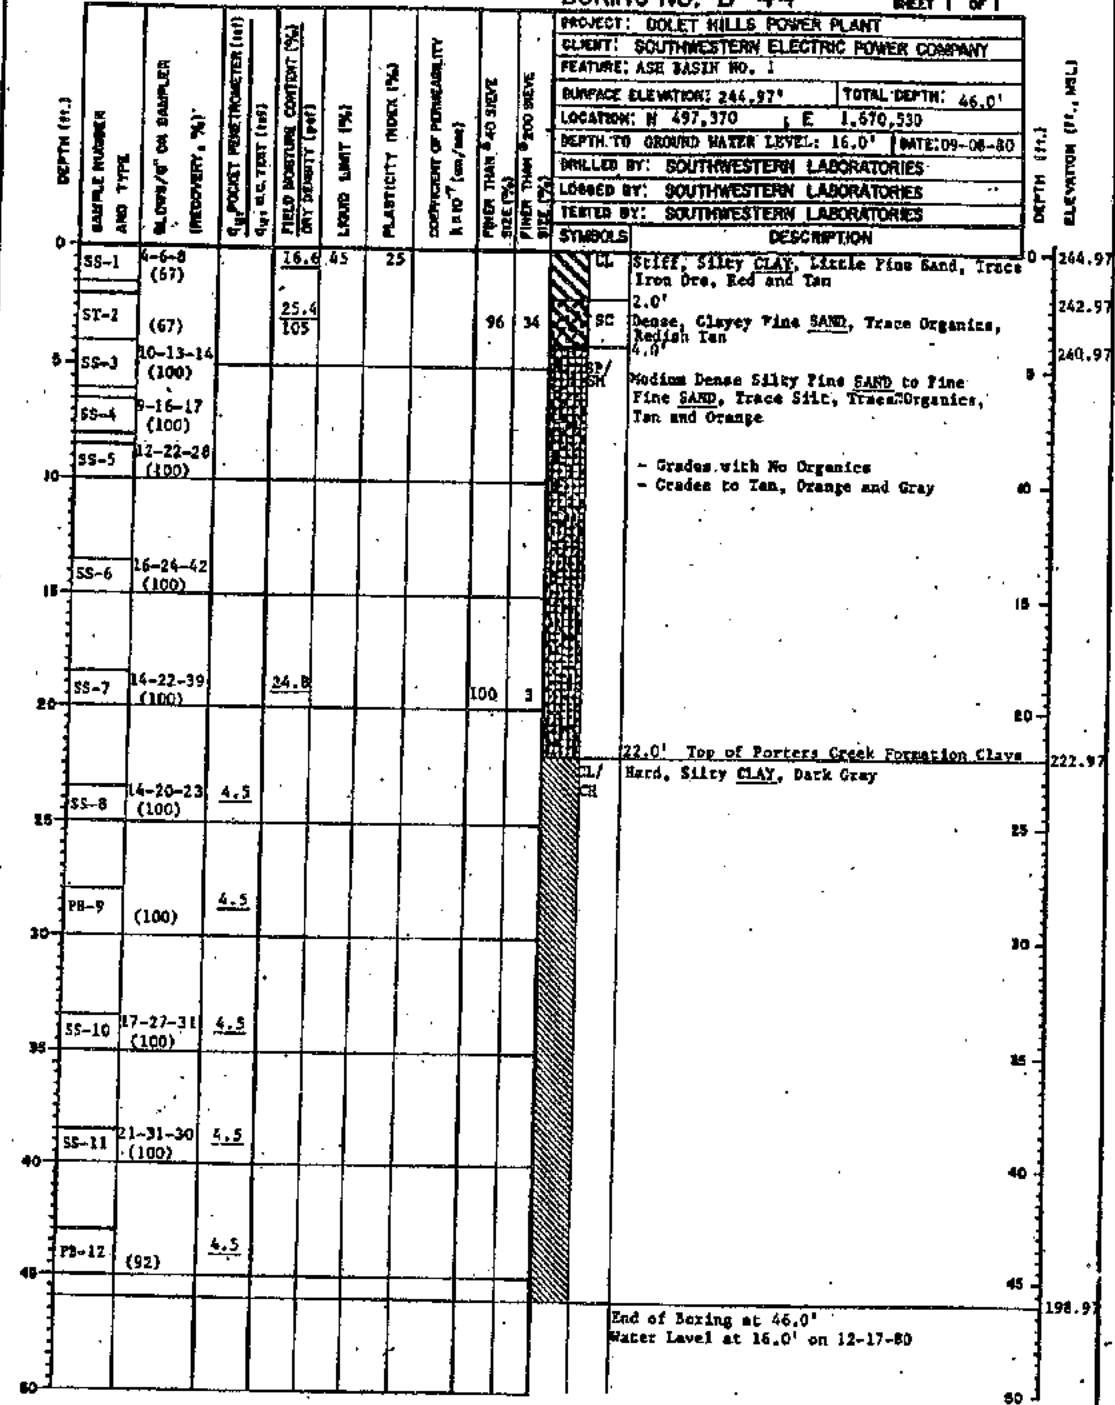 BORING NO. B-44 SHEET 1 OF 1
PROJECT: DOLET HILLS POWER PLANT
CLIENT: SOUTHWESTERN ELECTRIC POWER COMPANY
FEATURE: ASH BASIN NO. 1
SURFACE ELEVATION: 244.97' TOTAL DEPTH: 46.0'
LOCATION: N 497,370 ; E 1,670,530
DEPTH TO GROUND WATER LEVEL: 16.0' DATE: 09-08-80
DRILLED BY: SOUTHWESTERN LABORATORIES
LOGGED BY: SOUTHWESTERN LABORATORIES
TESTED BY: SOUTHWESTERN LABORATORIES
SYMBOLS DESCRIPTION
DEPTH (ft.)
SAMPLE NUMBER AND TYPE
BLOWS/6" ON SAMPLER (RECOVERY, %)
POCKET PENETROMETER (tsf)
TEST (tsf)
FIELD MOISTURE CONTENT (%)
DRY DENSITY (pcf)
LIQUID LIMIT (%)
PLASTICITY INDEX (%)
COEFFICIENT OF PERMEABILITY
k x 10⁻⁷ (cm/sec)
FINER THAN #40 SIEVE SIZE (%)
FINER THAN #200 SIEVE SIZE (%)
DEPTH (ft.)
ELEVATION (ft., MSL)
0 SS-1 4-6-8 16.6 45 25 CL Stiff, Silty CLAY, Little Fine Sand, Trace 0 244.97
(67) Iron Ore, Red and Tan
2.0' 242.97
ST-2 (67) 25.4 105 96 34 SC Dense, Clayey Fine SAND, Trace Organics,
Redish Tan
4.0' 240.97
5 SS-3 10-13-14 SP/ 5
(100) SM Medium Dense Silty Fine SAND to Fine
SS-4 9-16-17 Fine SAND, Trace Silt, Trace Organics,
(100) Tan and Orange
SS-5 12-22-28 - Grades with No Organics
10 (100) - Grades to Tan, Orange and Gray 10
SS-6 16-24-42
15 (100) 15
SS-7 14-22-39 24.8 100 3
20 (100) 20
22.0' Top of Porters Creek Formation Clays 222.97
CL/ Hard, Silty CLAY, Dark Gray
CH
SS-8 14-20-23 4.5
25 (100) 25
PB-9 4.5
(100)
30 30
SS-10 17-27-31 4.5
35 (100) 35
SS-11 21-31-30 4.5
40 (100) 40
PB-12 4.5
(92)
45 45
198.97
End of Boring at 46.0'
Water Level at 16.0' on 12-17-80
50 50